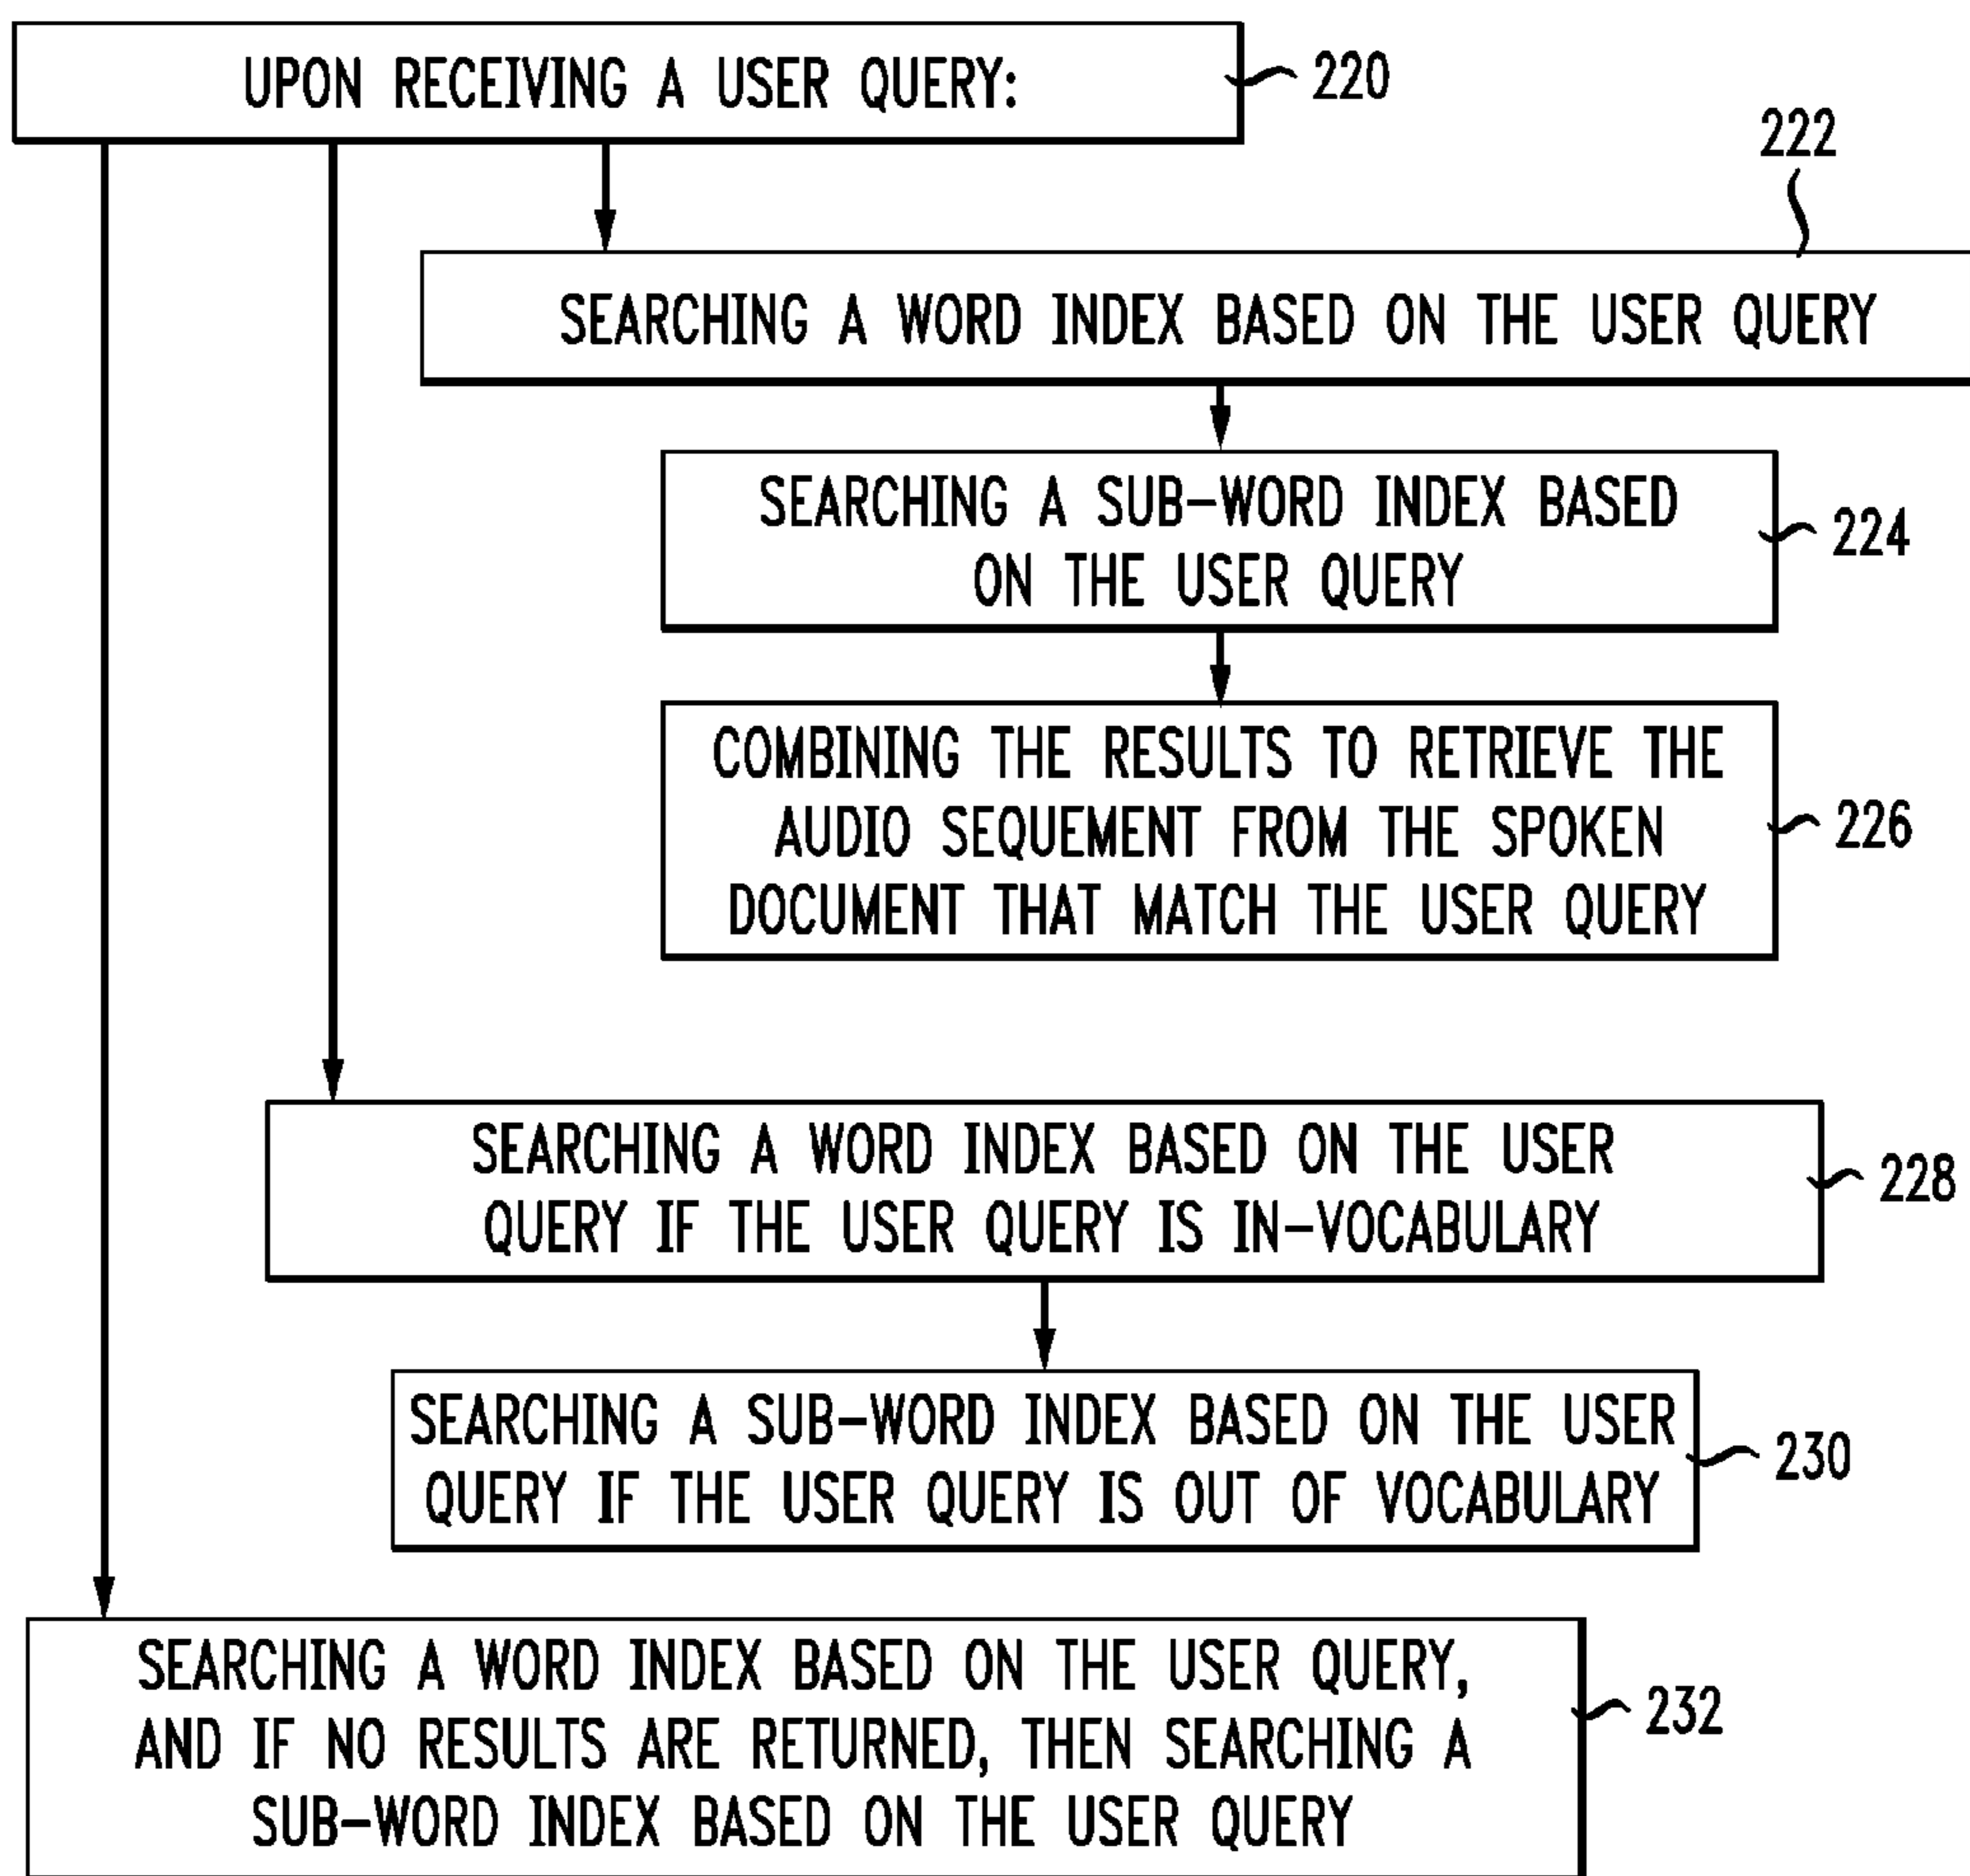 UPON RECEIVING A USER QUERY:
220
222
SEARCHING A WORD INDEX BASED ON THE USER QUERY
SEARCHING A SUB-WORD INDEX BASED
ON THE USER QUERY
224
COMBINING THE RESULTS TO RETRIEVE THE
AUDIO SEQUEMENT FROM THE SPOKEN
DOCUMENT THAT MATCH THE USER QUERY
226
SEARCHING A WORD INDEX BASED ON THE USER
QUERY IF THE USER QUERY IS IN-VOCABULARY
228
SEARCHING A SUB-WORD INDEX BASED ON THE USER
QUERY IF THE USER QUERY IS OUT OF VOCABULARY
230
SEARCHING A WORD INDEX BASED ON THE USER QUERY,
AND IF NO RESULTS ARE RETURNED, THEN SEARCHING A
SUB-WORD INDEX BASED ON THE USER QUERY
232